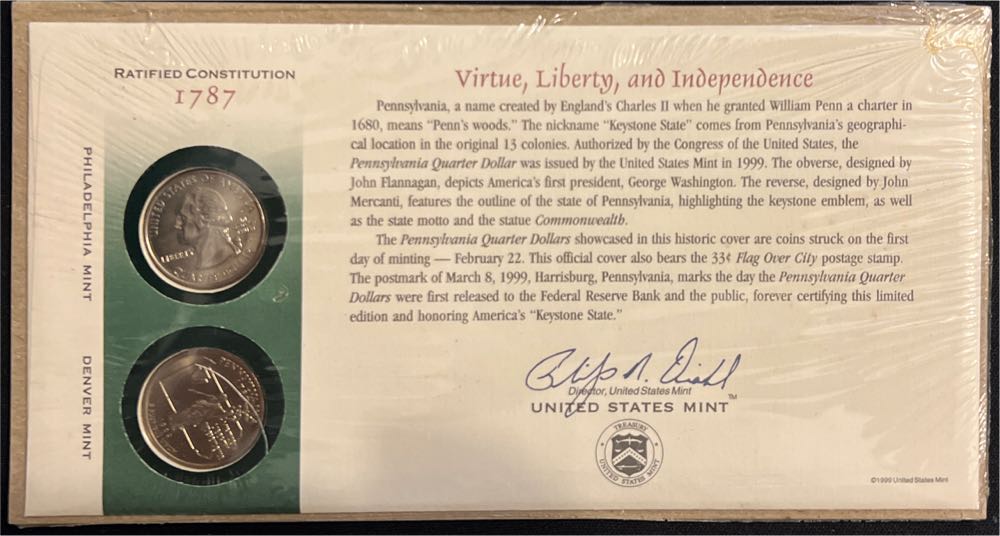 RATIFIED CONSTITUTION
1787
PHILADELPHIA MINT
DENVER MINT
UNITED STATES OF
LIBERTY
Virtue, Liberty, and Independence
Pennsylvania, a name created by England's Charles II when he granted William Penn a charter in
1680, means "Penn's woods." The nickname "Keystone State" comes from Pennsylvania's geographi-
cal location in the original 13 colonies. Authorized by the Congress of the United States, the
Pennsylvania Quarter Dollar was issued by the United States Mint in 1999. The obverse, designed by
John Flannagan, depicts America's first president, George Washington. The reverse, designed by John
Mercanti, features the outline of the state of Pennsylvania, highlighting the keystone emblem, as well
as the state motto and the statue Commonwealth.
The Pennsylvania Quarter Dollars showcased in this historic cover are coins struck on the first
day of minting — February 22. This official cover also bears the 33¢ Flag Over City postage stamp.
The postmark of March 8, 1999, Harrisburg, Pennsylvania, marks the day the Pennsylvania Quarter
Dollars were first released to the Federal Reserve Bank and the public, forever certifying this limited
edition and honoring America's "Keystone State."
Philip N. Diehl
Director, United States Mint
UNITED STATES MINT™
TREASURY
UNITED STATES MINT
©1999 United States Mint